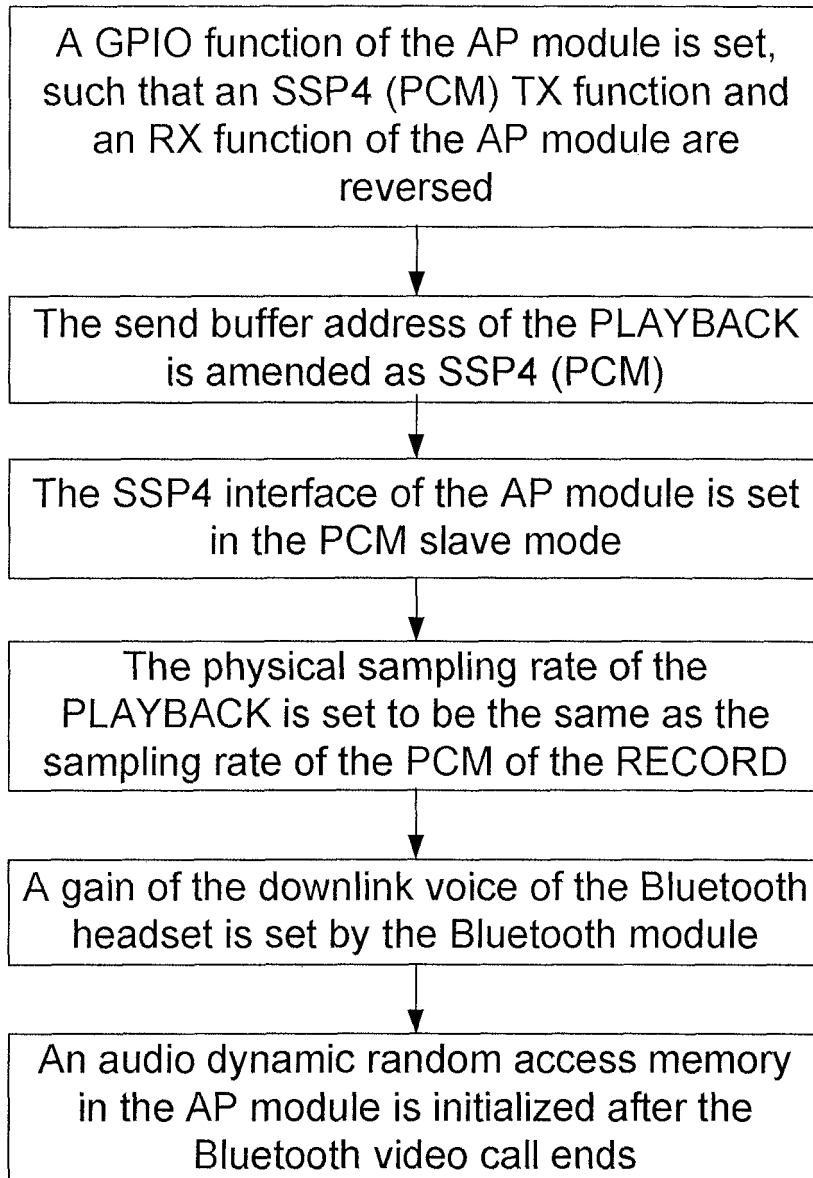 A GPIO function of the AP module is set,
such that an SSP4 (PCM) TX function and
an RX function of the AP module are
reversed
The send buffer address of the PLAYBACK
is amended as SSP4 (PCM)
The SSP4 interface of the AP module is set
in the PCM slave mode
The physical sampling rate of the
PLAYBACK is set to be the same as the
sampling rate of the PCM of the RECORD
A gain of the downlink voice of the Bluetooth
headset is set by the Bluetooth module
An audio dynamic random access memory
in the AP module is initialized after the
Bluetooth video call ends